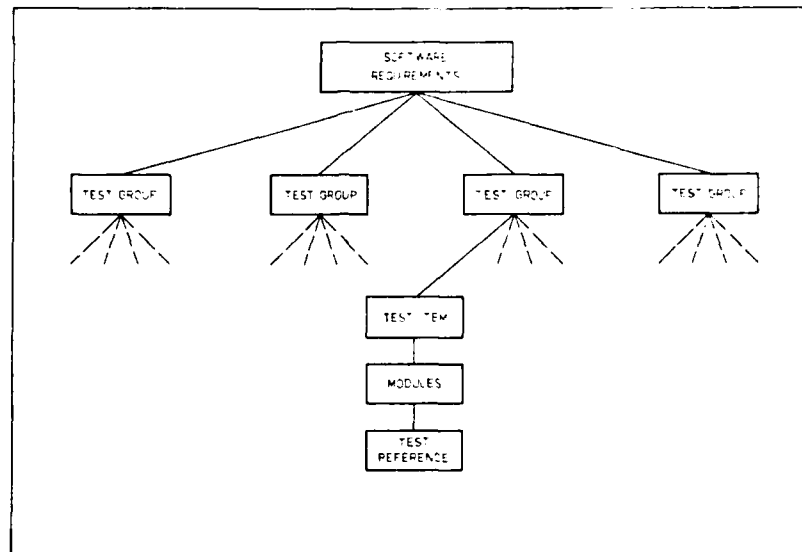 SOFTWARE
REQUIREMENTS
TEST GROUP
TEST GROUP
TEST GROUP
TEST GROUP
TEST ITEM
MODULES
TEST
REFERENCE